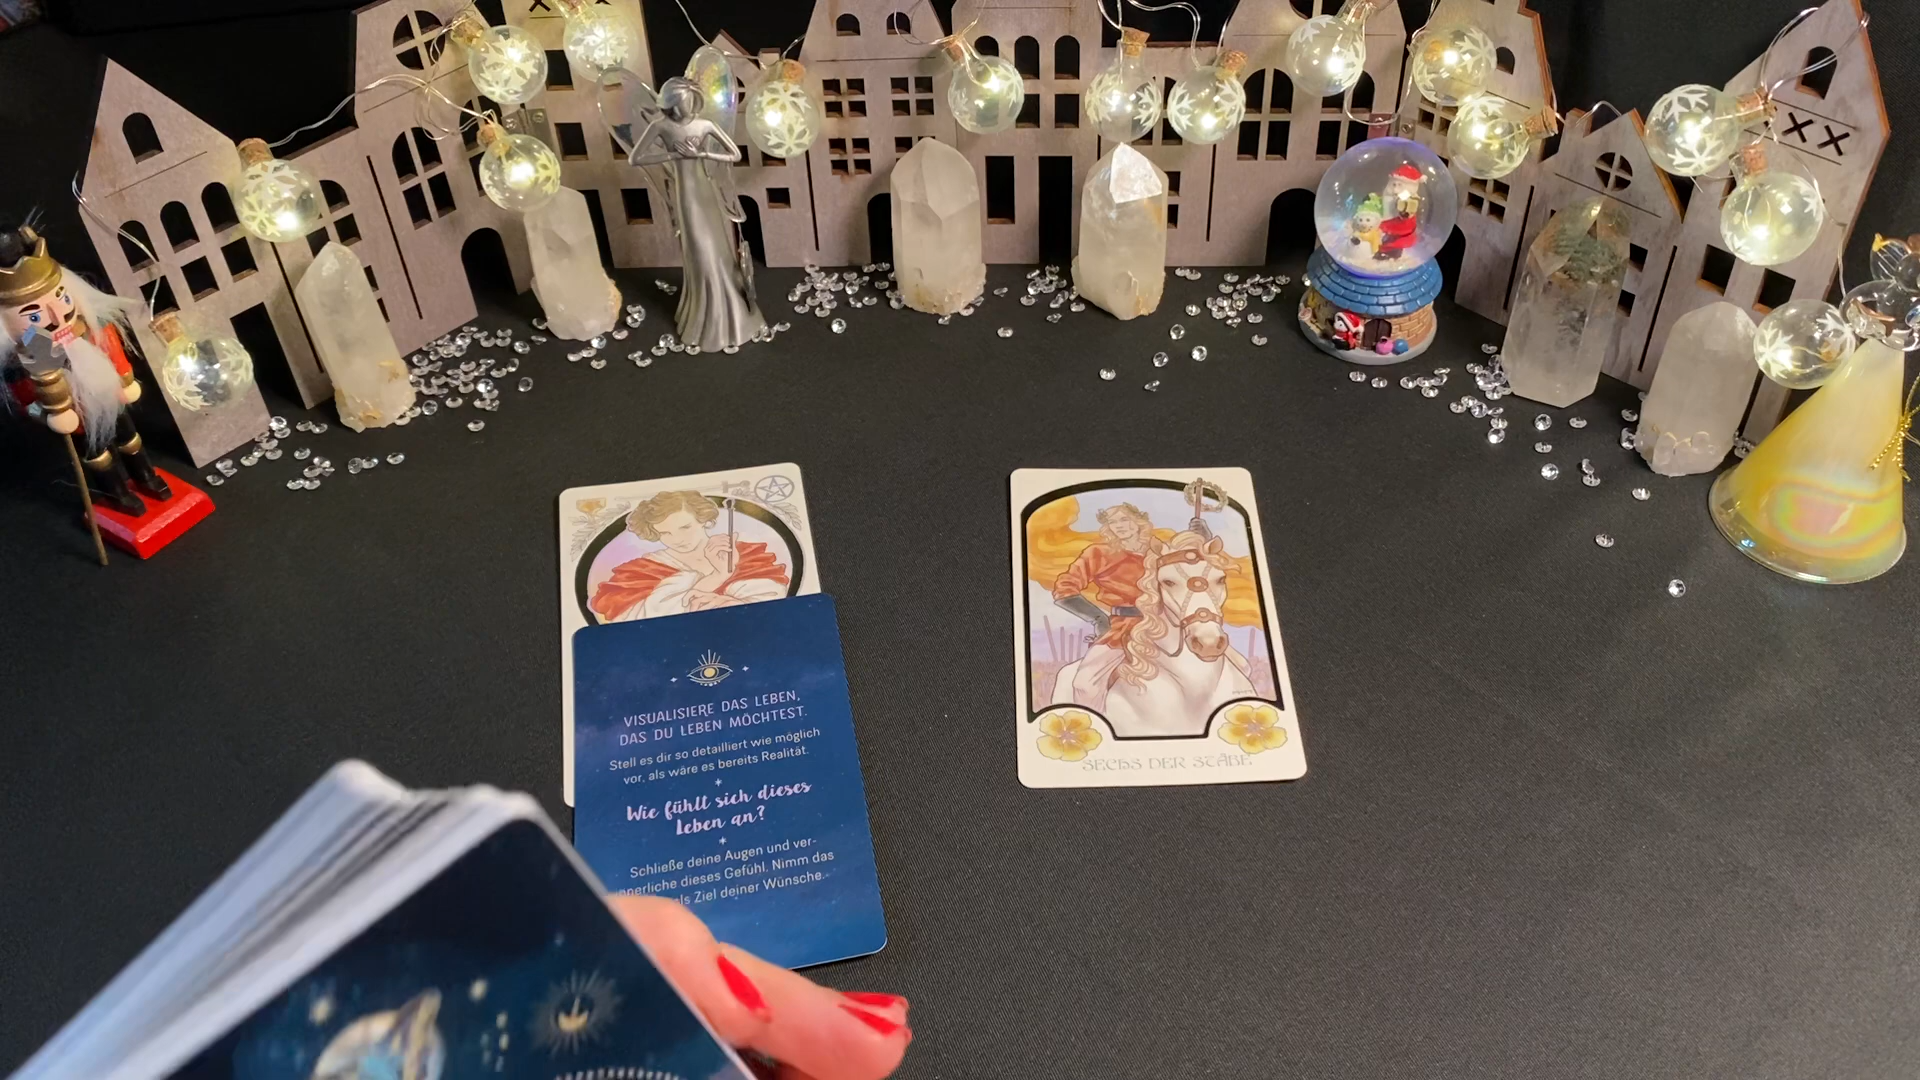 VISUALISIERE DAS LEBEN,
DAS DU LEBEN MÖCHTEST.
Stell es dir so detailliert wie möglich
vor, als wäre es bereits Realität.
Wie fühlt sich dieses
Leben an?
Schließe deine Augen und ver-
nnerliche dieses Gefühl. Nimm das
als Ziel deiner Wünsche.
SECHS DER STÄBE